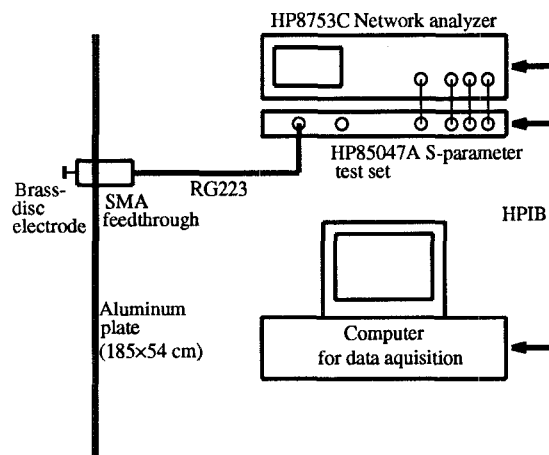 HP8753C Network analyzer
HP85047A S-parameter
test set
RG223
Brass-
disc
electrode
SMA
feedthrough
HPIB
Aluminum
plate
(185×54 cm)
Computer
for data aquisition